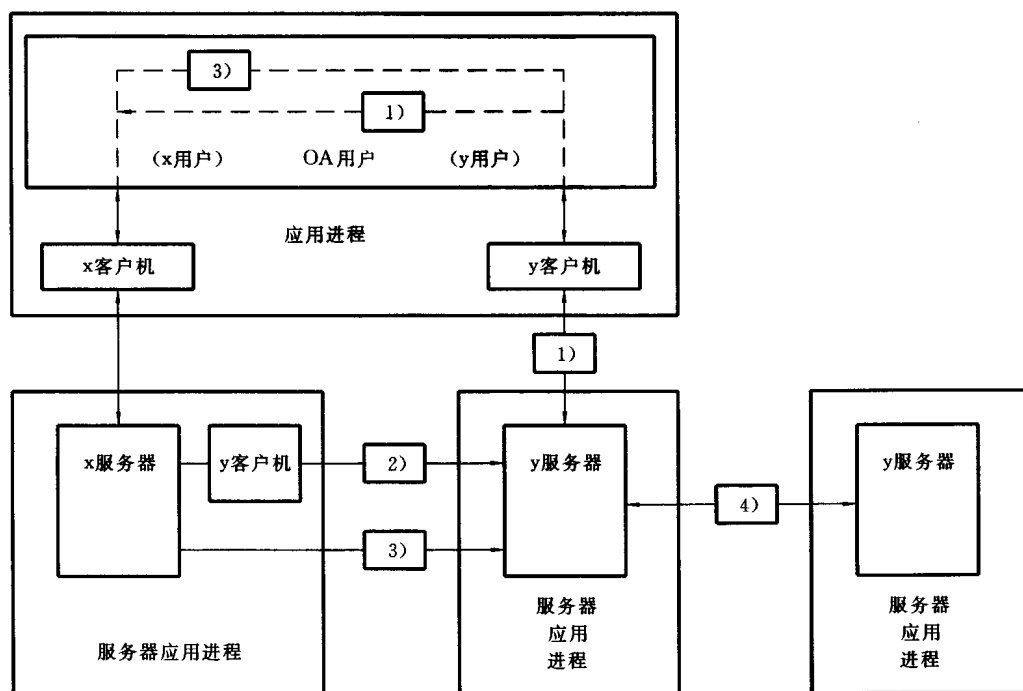 3）
1）
（x用户） OA用户 （y用户）
应用进程
x客户机 y客户机
1）
x服务器 y客户机 2） y服务器 y服务器
4）
3）
服务器
应用
进程
服务器
应用
进程
服务器应用进程